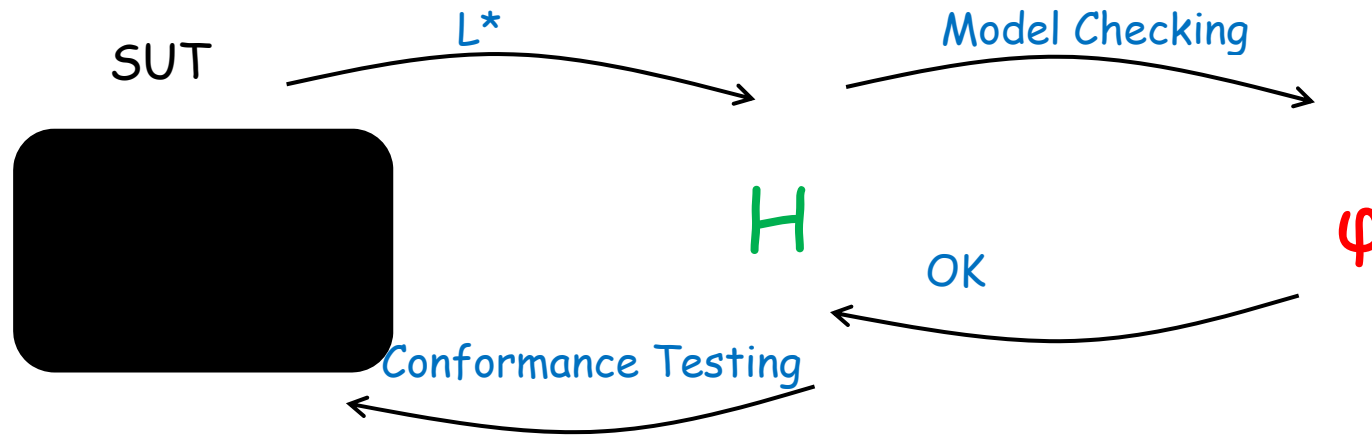 L*
Model Checking
SUT
H
φ
OK
Conformance Testing